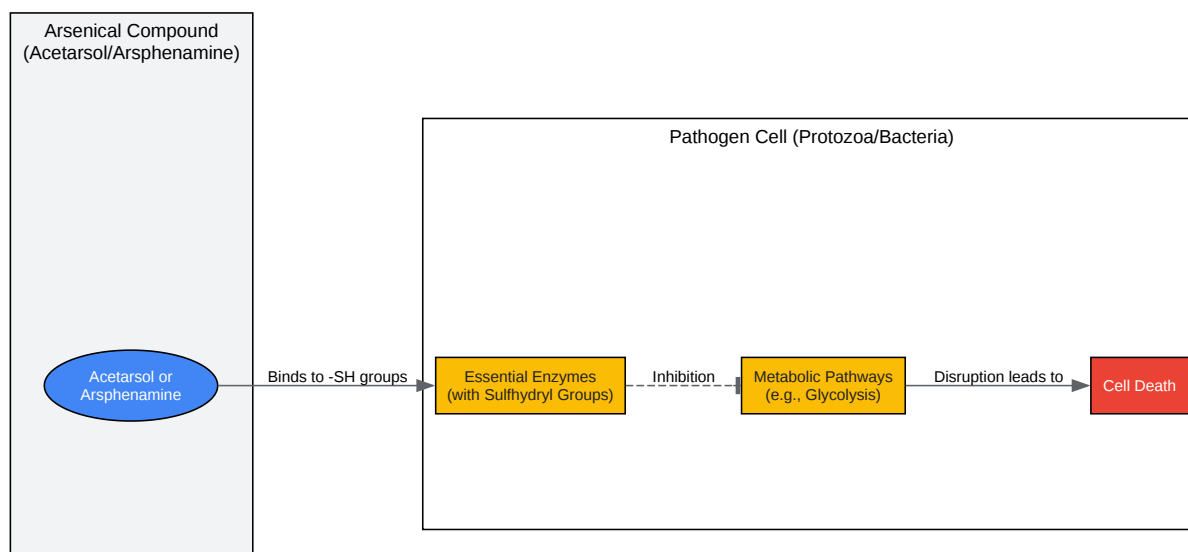 Arsenical Compound
(Acetarsol/Arsphenamine)
Pathogen Cell (Protozoa/Bacteria)
Acetarsol or
Arsphenamine
Binds to -SH groups
Essential Enzymes
(with Sulfhydryl Groups)
Inhibition
Metabolic Pathways
(e.g., Glycolysis)
Disruption leads to
Cell Death